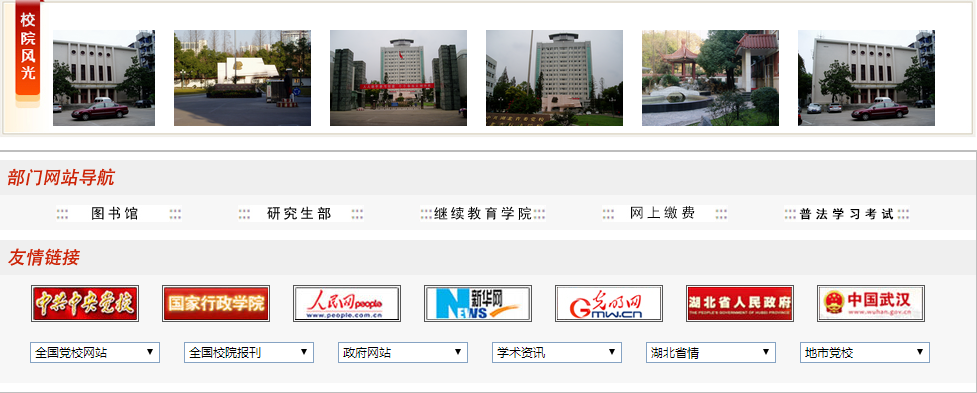 校院风光
部门网站导航
图书馆 研究生部 继续教育学院 网上缴费 普法学习考试
友情链接
中共中央党校 国家行政学院 人民网people www.people.com.cn 新华网 NEWS 光明网 GMW.CN 湖北省人民政府 THE PEOPLE'S GOVERNMENT OF HUBEI PROVINCE 中国武汉 www.wuhan.gov.cn
全国党校网站 全国校院报刊 政府网站 学术资讯 湖北省情 地市党校